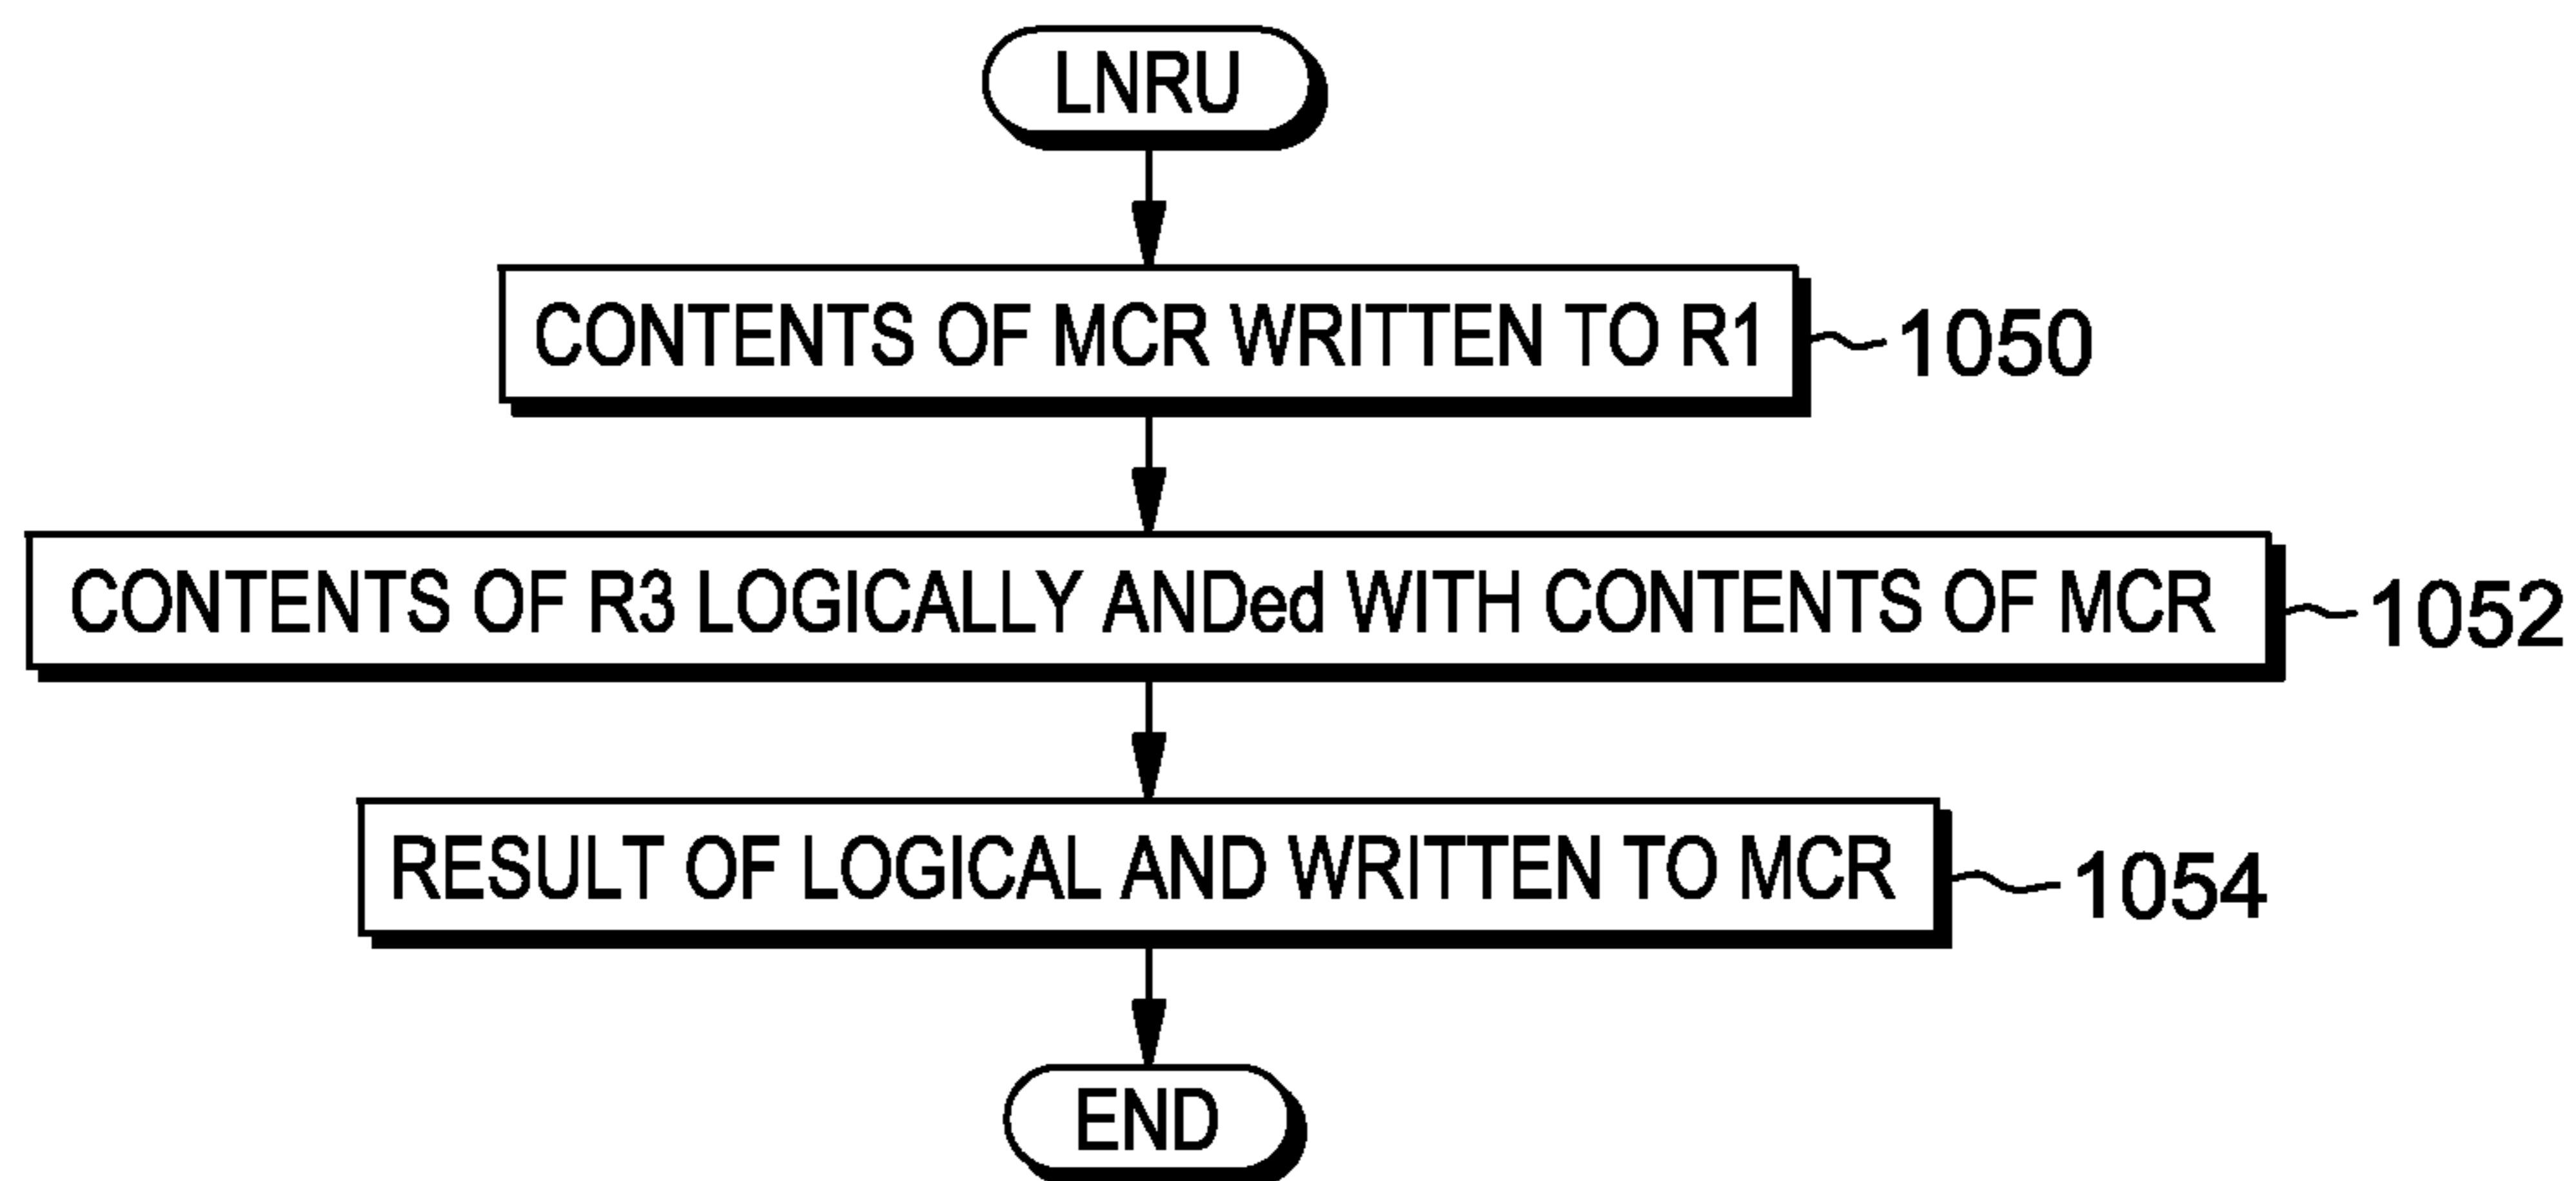 LNRU
CONTENTS OF MCR WRITTEN TO R1
1050
CONTENTS OF R3 LOGICALLY ANDed WITH CONTENTS OF MCR
1052
RESULT OF LOGICAL AND WRITTEN TO MCR
1054
END